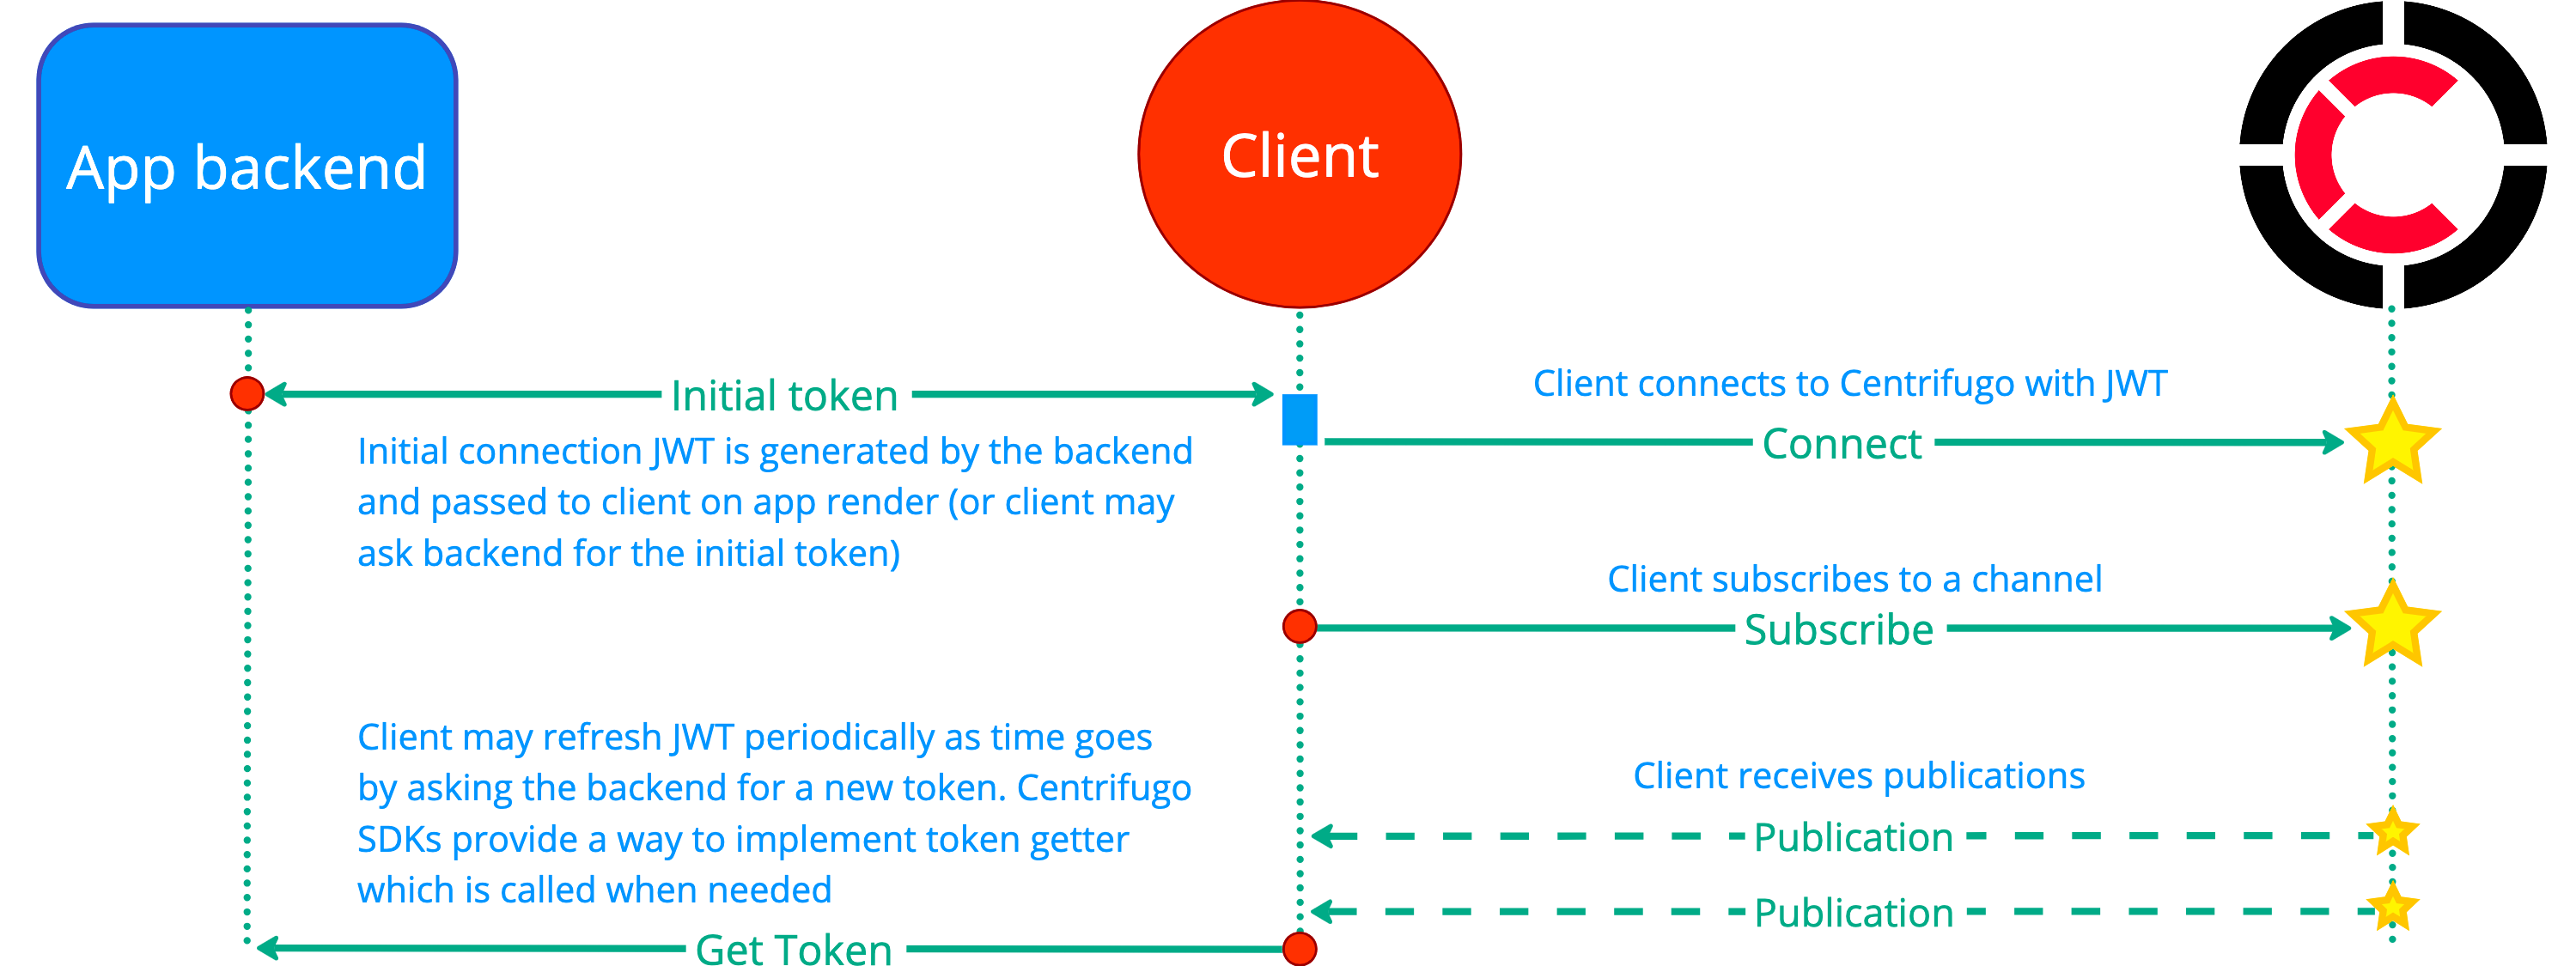 App backend
Client
Initial token
Initial connection JWT is generated by the backend
and passed to client on app render (or client may
ask backend for the initial token)
Client connects to Centrifugo with JWT
Connect
Client subscribes to a channel
Subscribe
Client may refresh JWT periodically as time goes
by asking the backend for a new token. Centrifugo
SDKs provide a way to implement token getter
which is called when needed
Client receives publications
Publication
Publication
Get Token